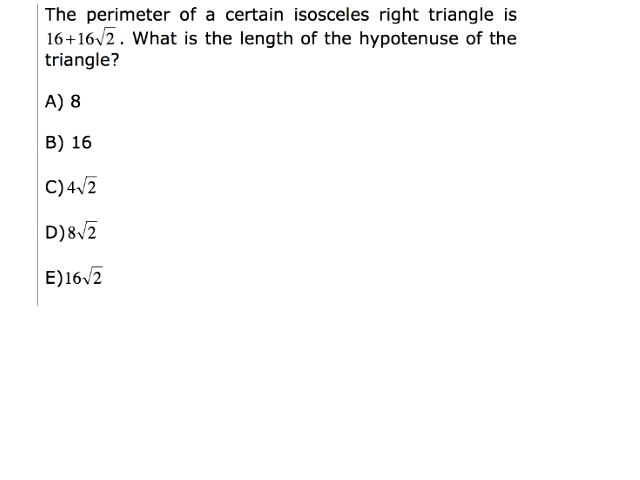 The perimeter of a certain isosceles right triangle is
16+16√2. What is the length of the hypotenuse of the
triangle?
A) 8
B) 16
C)4√2
D)8√2
E)16√2